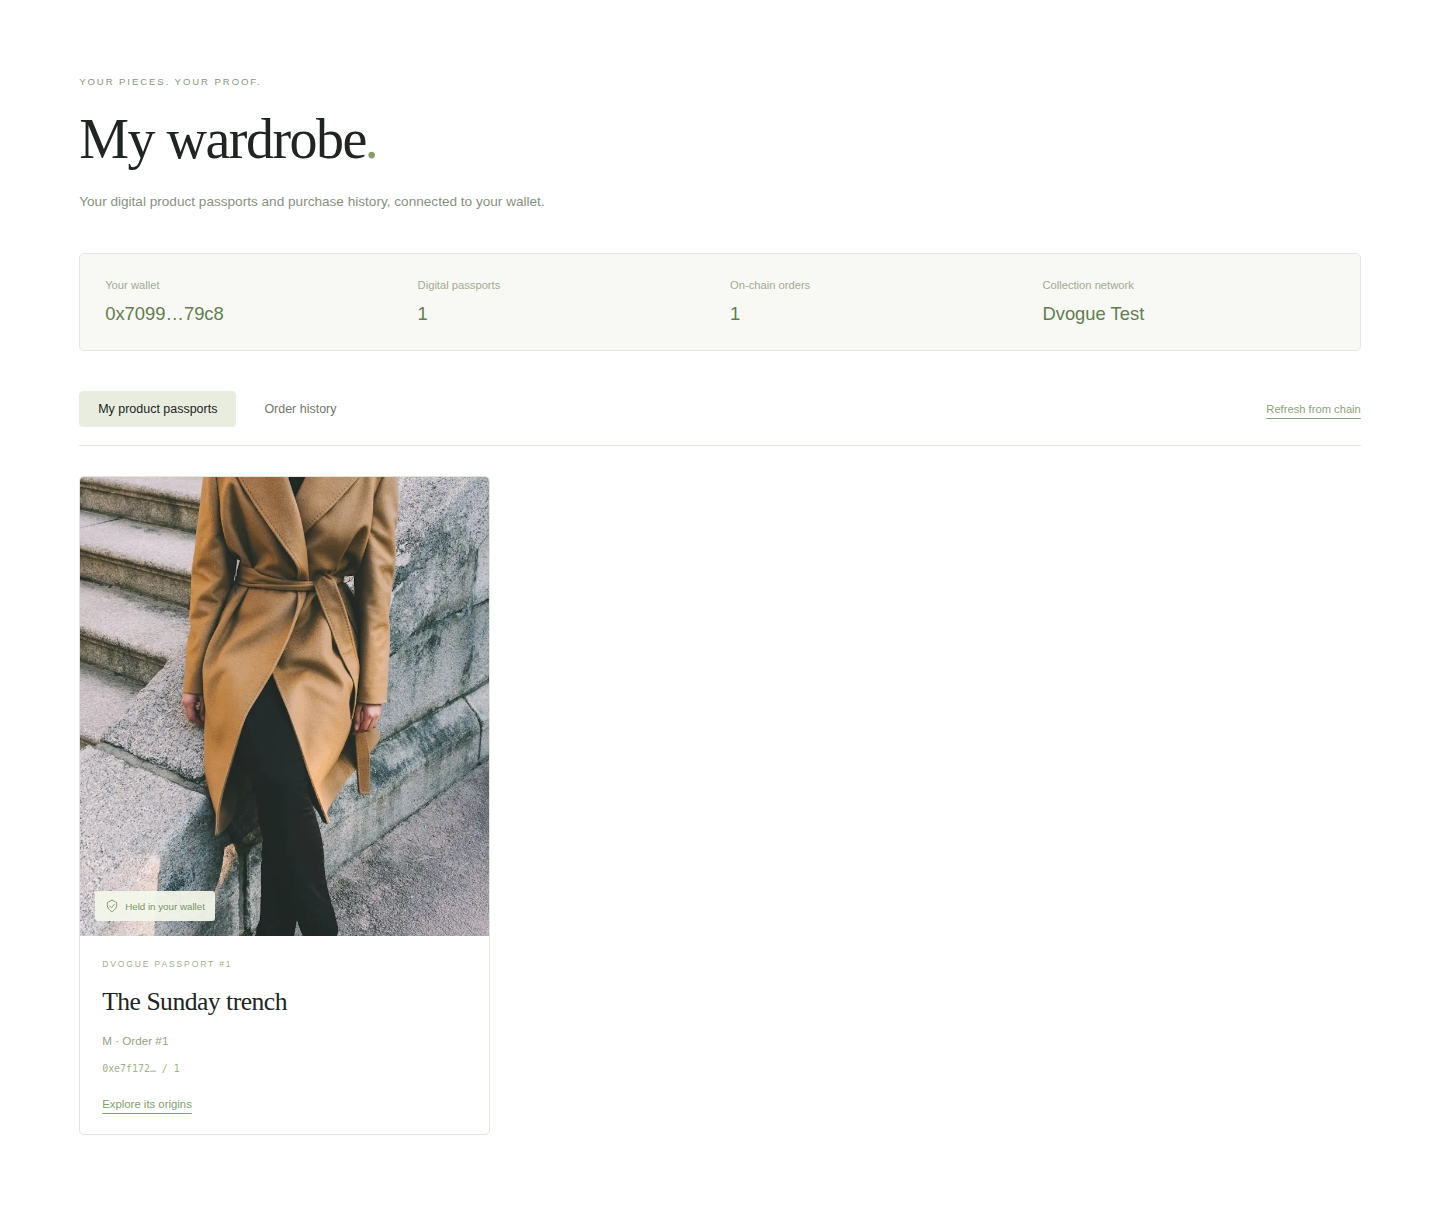 YOUR PIECES. YOUR PROOF.
My wardrobe.
Your digital product passports and purchase history, connected to your wallet.
Your wallet
0x7099…79c8
Digital passports
1
On-chain orders
1
Collection network
Dvogue Test
My product passports
Order history
Refresh from chain
Held in your wallet
DVOGUE PASSPORT #1
The Sunday trench
M · Order #1
0xe7f172… / 1
Explore its origins